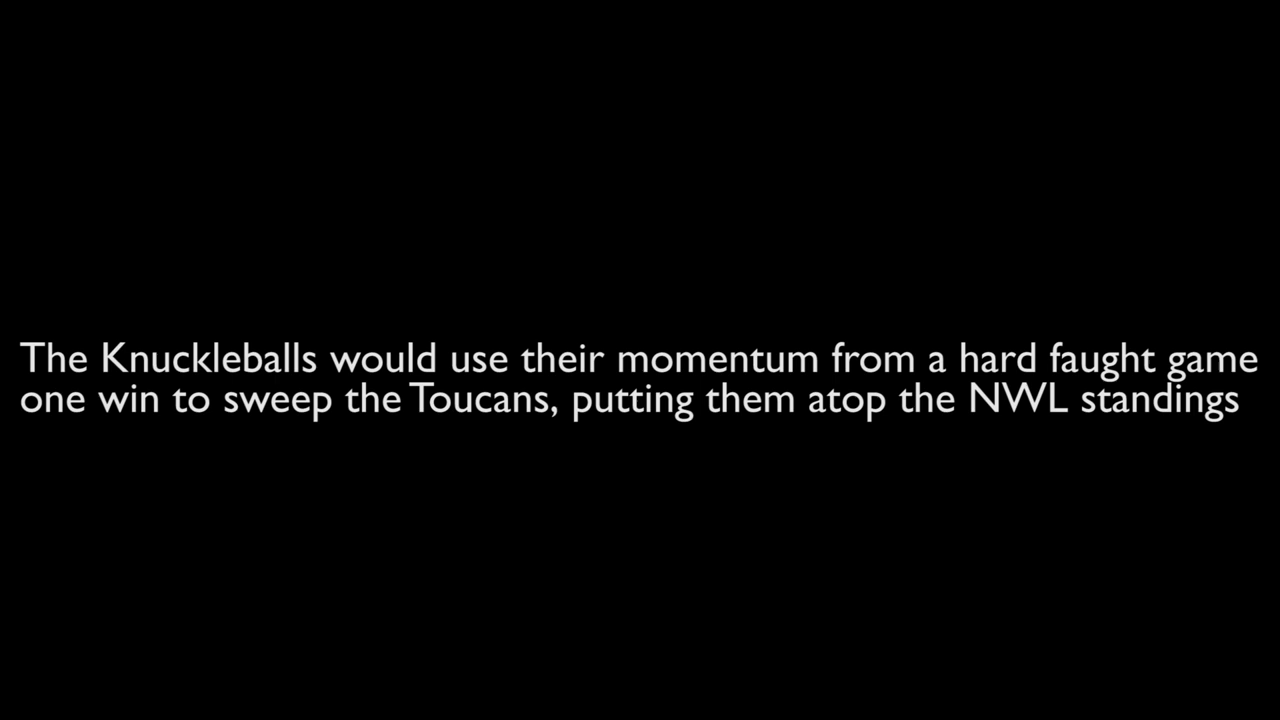 The Knuckleballs would use their momentum from a hard faught game
one win to sweep the Toucans, putting them atop the NWL standings